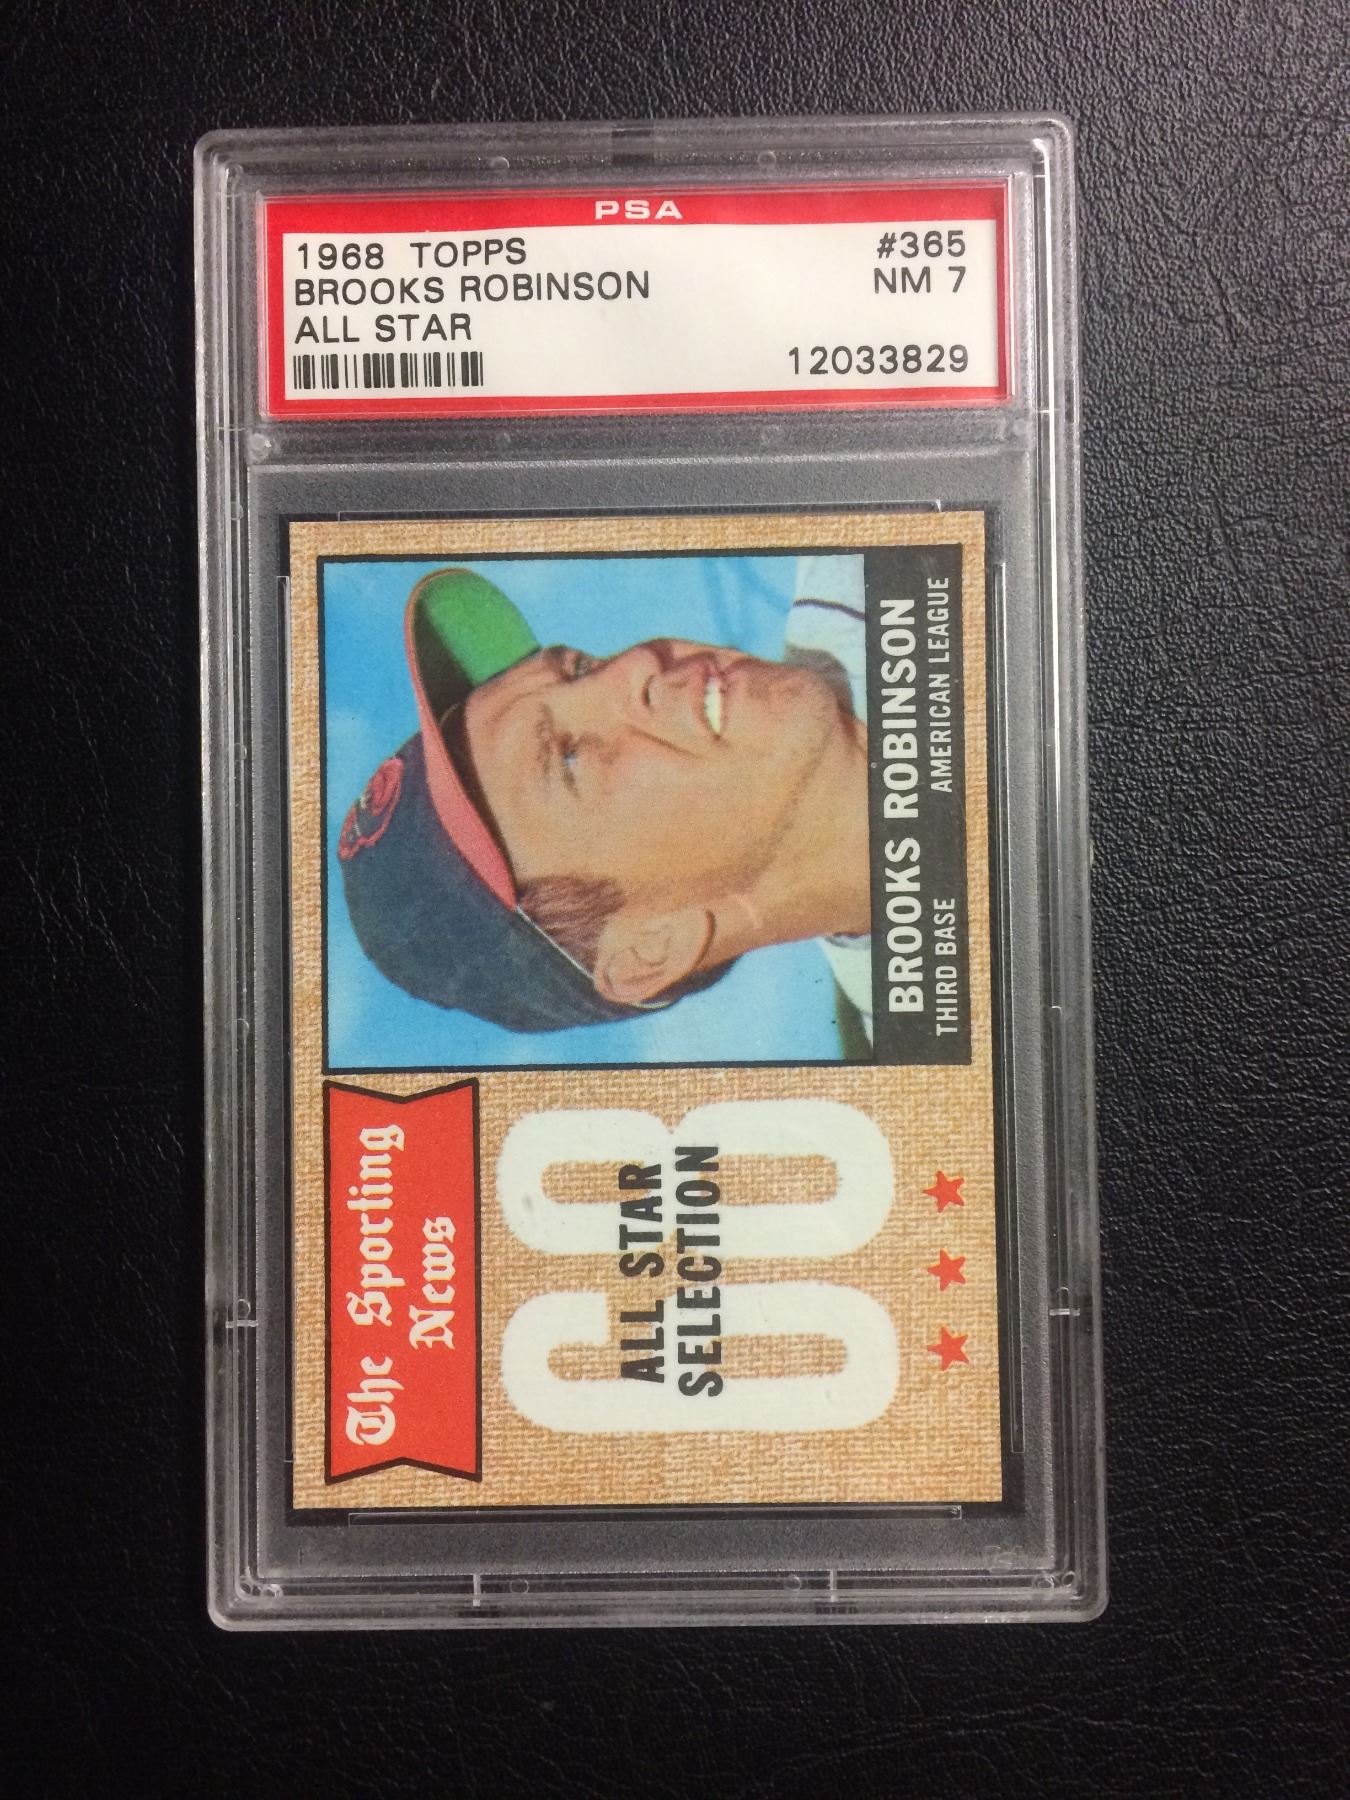 PSA
1968 TOPPS #365
BROOKS ROBINSON NM 7
ALL STAR
12033829
The Sporting
News
ALL STAR
SELECTION
68
BROOKS ROBINSON
THIRD BASE AMERICAN LEAGUE